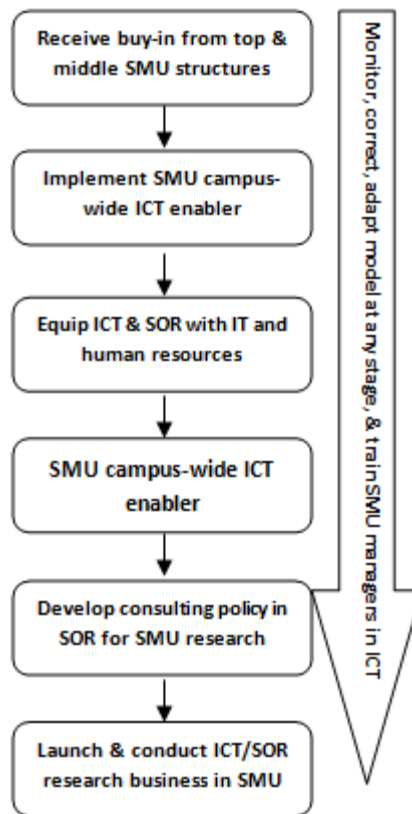 Receive buy-in from top &
middle SMU structures
Implement SMU campus-
wide ICT enabler
Equip ICT & SOR with IT and
human resources
SMU campus-wide ICT
enabler
Develop consulting policy in
SOR for SMU research
Launch & conduct ICT/SOR
research business in SMU
Monitor, correct, adapt model at any stage, & train SMU managers in ICT